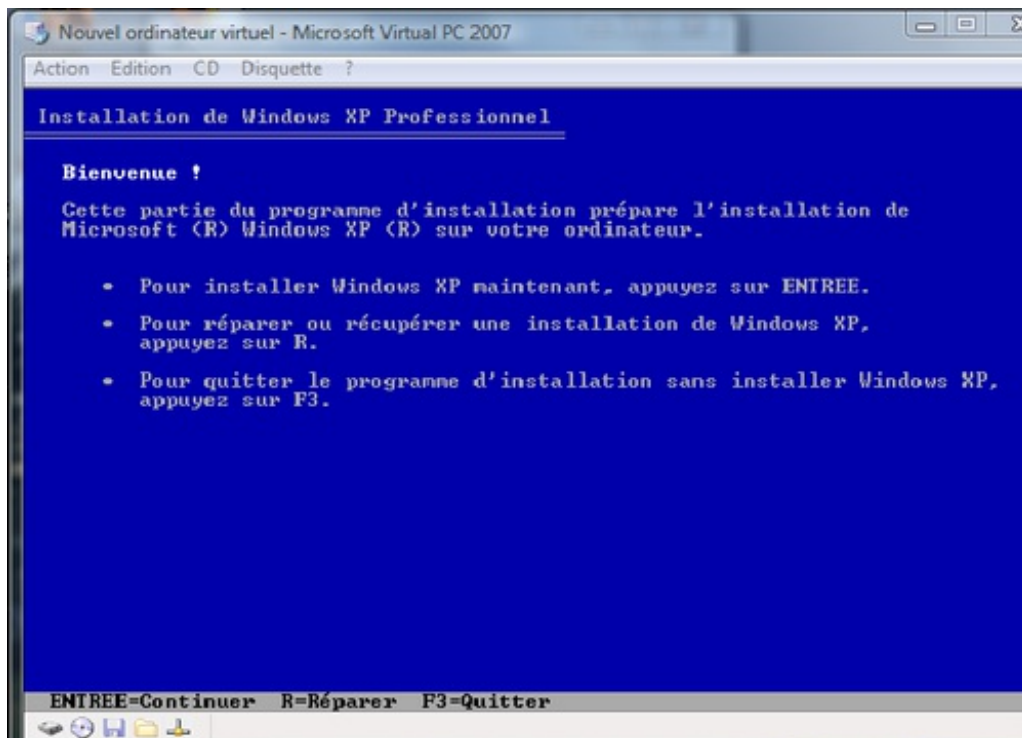 Nouvel ordinateur virtuel - Microsoft Virtual PC 2007
Action Edition CD Disquette ?
Installation de Windows XP Professionnel
Bienvenue !
Cette partie du programme d'installation prépare l'installation de
Microsoft (R) Windows XP (R) sur votre ordinateur.
• Pour installer Windows XP maintenant, appuyez sur ENTREE.
• Pour réparer ou récupérer une installation de Windows XP,
appuyez sur R.
• Pour quitter le programme d'installation sans installer Windows XP,
appuyez sur F3.
ENTREE=Continuer R=Réparer F3=Quitter